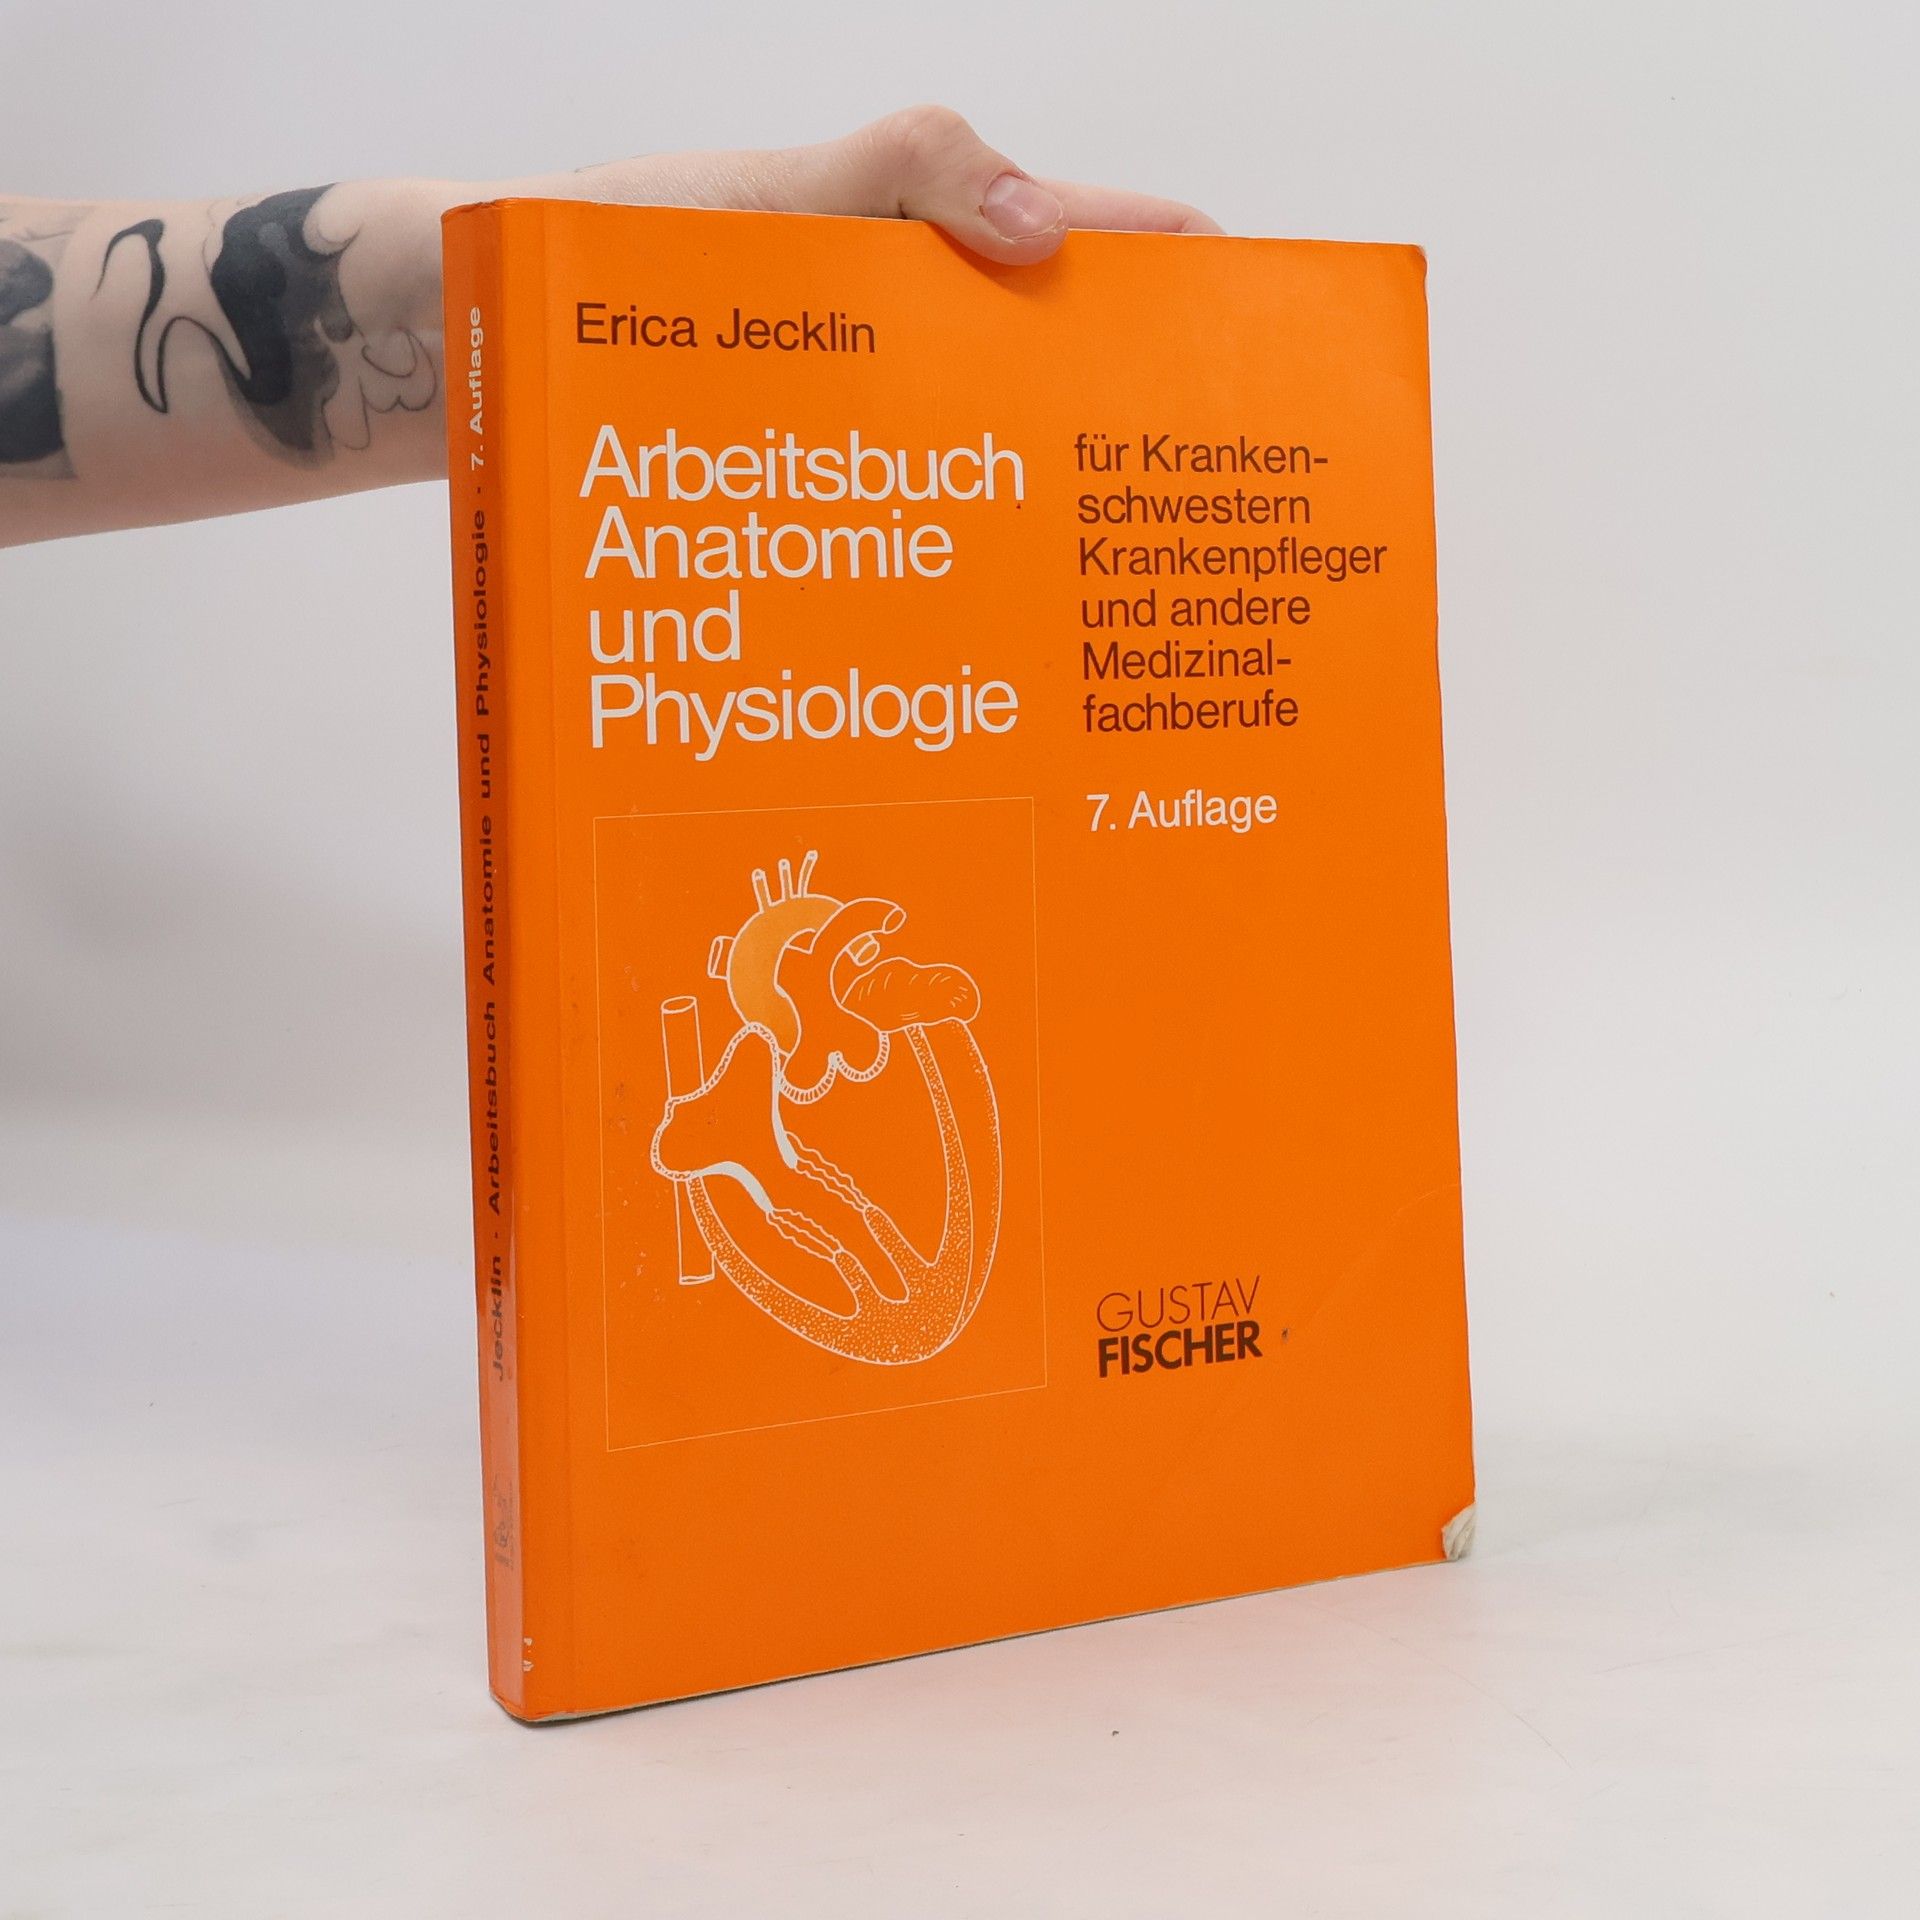 Erica Jecklin
Arbeitsbuch
Anatomie
und
Physiologie
für Kranken-
schwestern
Krankenpfleger
und andere
Medizinal-
fachberufe
7. Auflage
GUSTAV
FISCHER
Jecklin · Arbeitsbuch Anatomie und Physiologie · 7. Auflage